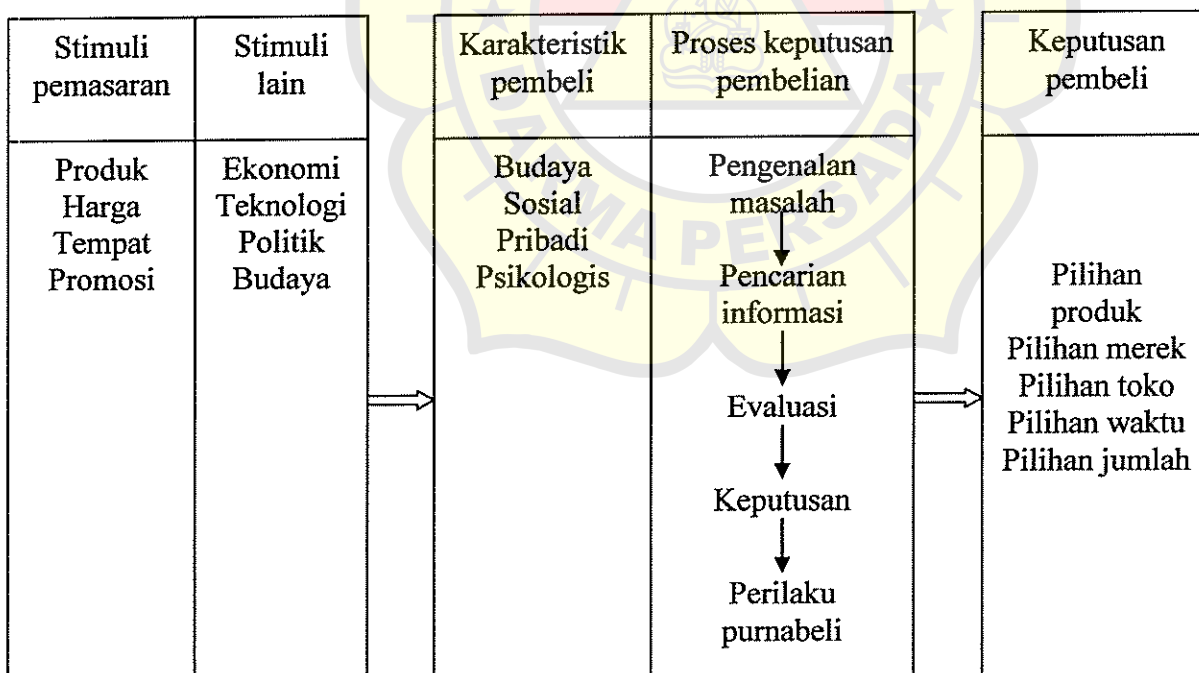 Stimuli
pemasaran
Stimuli
lain
Karakteristik
pembeli
Proses keputusan
pembelian
Keputusan
pembeli
Produk
Harga
Tempat
Promosi
Ekonomi
Teknologi
Politik
Budaya
Budaya
Sosial
Pribadi
Psikologis
Pengenalan
masalah
Pencarian
informasi
Evaluasi
Keputusan
Perilaku
purnabeli
Pilihan
produk
Pilihan merek
Pilihan toko
Pilihan waktu
Pilihan jumlah
DARMA PERSADA